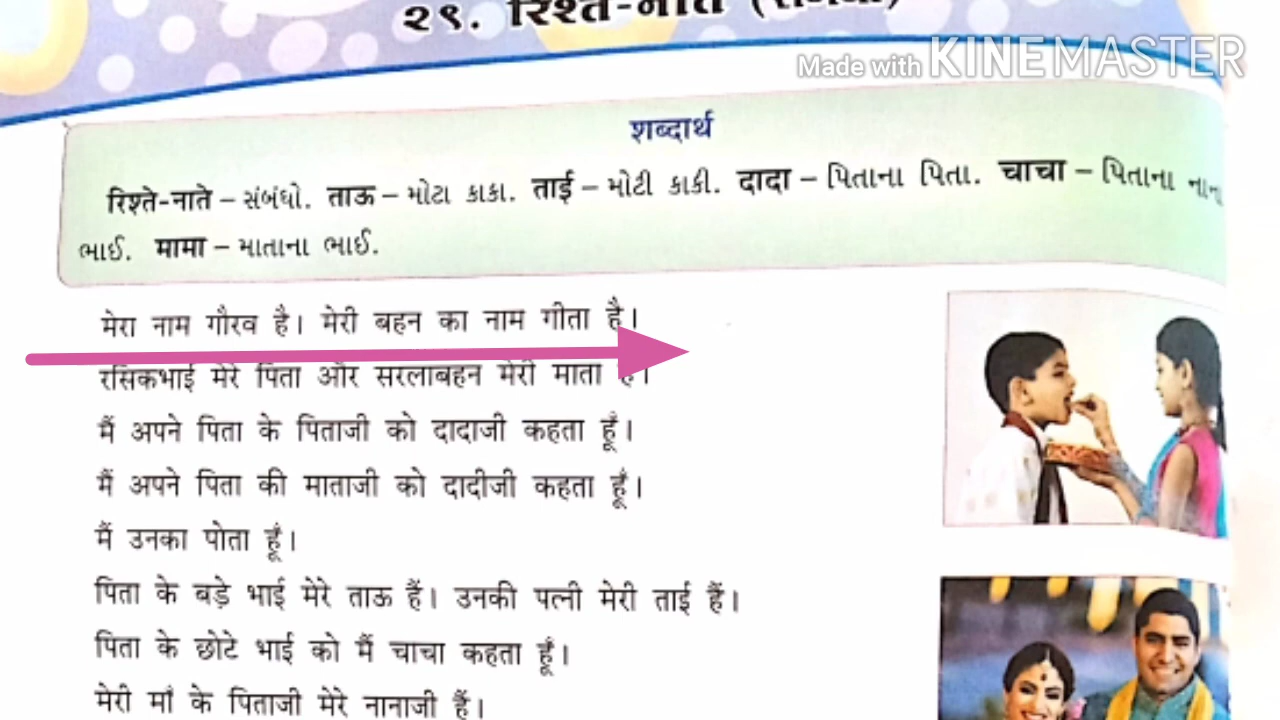 २९. रिश्ते-नाते
Made with KINEMASTER
शब्दार्थ
रिश्ते-नाते – સંબંધો. ताऊ – મોટા કાકા. ताई – મોટી કાકી. दादा – પિતાના પિતા. चाचा – પિતાના નાના
ભાઈ. मामा – માતાના ભાઈ.
मेरा नाम गौरव है। मेरी बहन का नाम गीता है।
रसिकभाई मेरे पिता और सरलाबहन मेरी माता है।
मैं अपने पिता के पिताजी को दादाजी कहता हूँ।
मैं अपने पिता की माताजी को दादीजी कहता हूँ।
मैं उनका पोता हूँ।
पिता के बड़े भाई मेरे ताऊ हैं। उनकी पत्नी मेरी ताई हैं।
पिता के छोटे भाई को मैं चाचा कहता हूँ।
मेरी माँ के पिताजी मेरे नानाजी हैं।